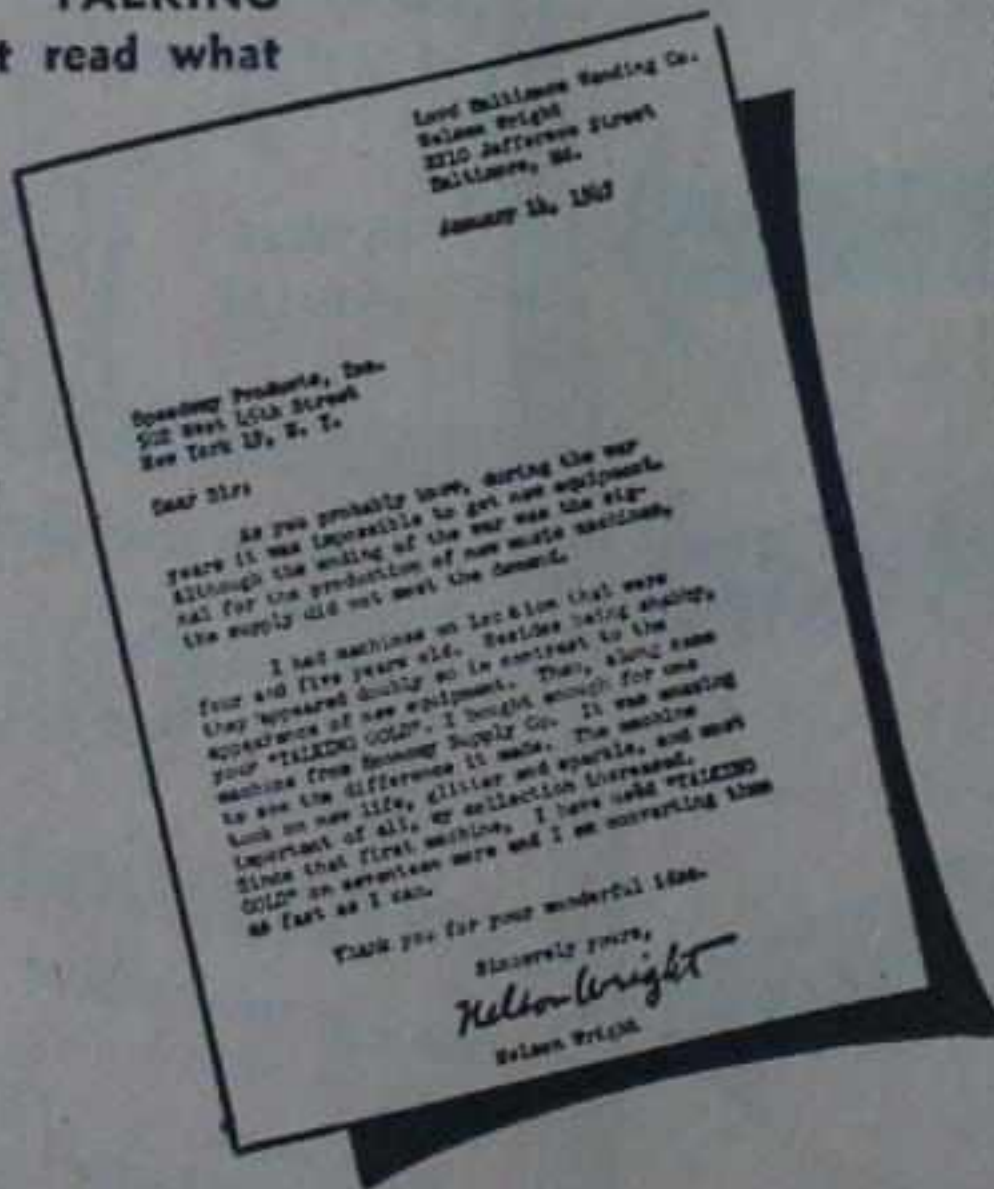 TALKING
read what
Lord Baltimore Vending Co.
Nelson Wright
Jefferson Street
Baltimore, Md.
January
Speedway Products, Inc.
West Street
New York 19, N. Y.
Dear Sir:
As you probably know, during the war
years it was impossible to get new equipment.
Although the ending of the war was the sig-
nal for the production of new music machines,
the supply did not meet the demand.
I had machines on location that were
four and five years old. Besides being shabby,
they appeared doubly so in contrast to the
appearance of new equipment. Then, along came
your "TALKING GOLD". I bought enough for one
machine from Economy Supply Co. It was amazing
to see the difference it made. The machine
took on new life, glitter and sparkle, and most
important of all, my collection increased.
Since that first machine, I have used "TALKING
GOLD" on seventeen more and I am converting them
as fast as I can.
Thank you for your wonderful idea.
Sincerely yours,
Nelson Wright
Nelson Wright